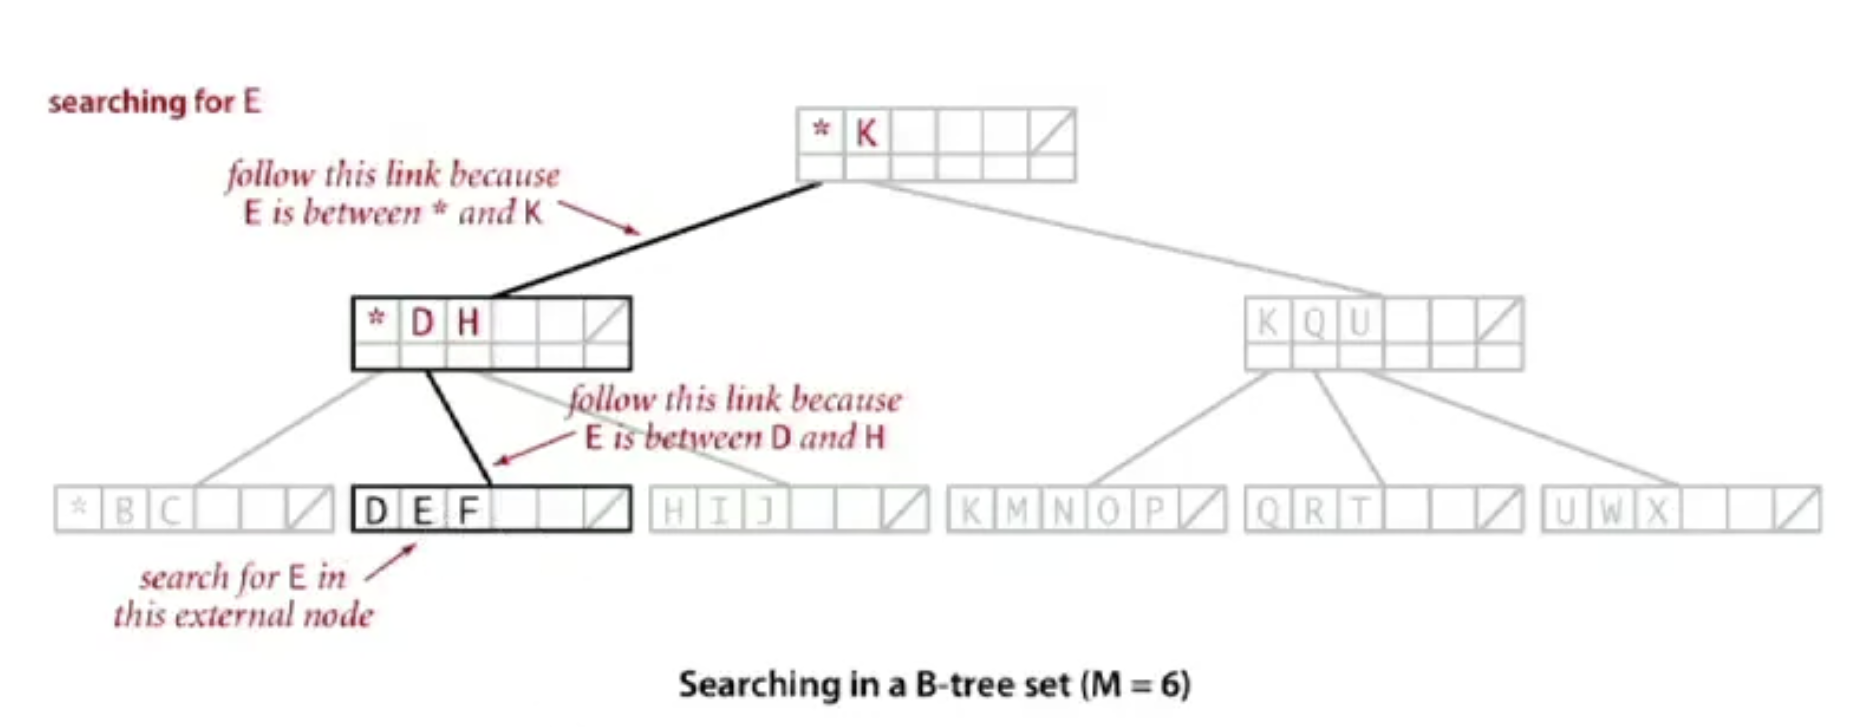 searching for E
* K
follow this link because
E is between * and K
* D H
K Q U
follow this link because
E is between D and H
* B C
D E F
H I J
K M N O P
Q R T
U W X
search for E in
this external node
Searching in a B-tree set (M = 6)